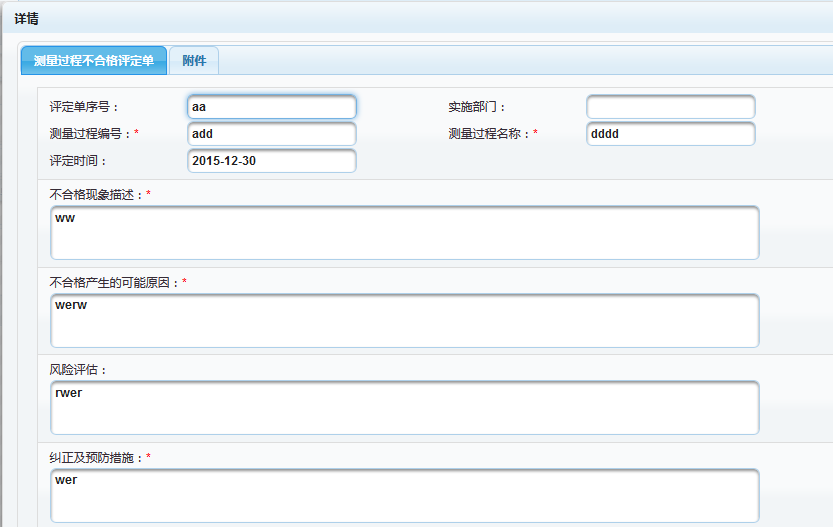 详情
测量过程不合格评定单 附件
评定单序号： aa 实施部门：
测量过程编号：* add 测量过程名称：* dddd
评定时间： 2015-12-30
不合格现象描述：*
ww
不合格产生的可能原因：*
werw
风险评估：
rwer
纠正及预防措施：*
wer